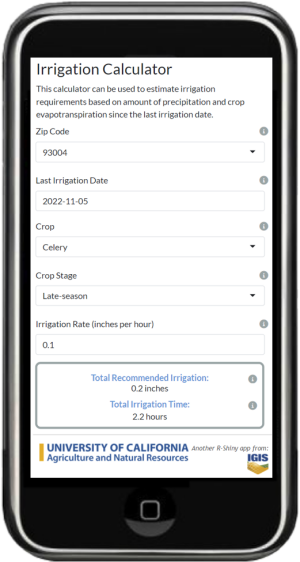 Irrigation Calculator
This calculator can be used to estimate irrigation
requirements based on amount of precipitation and crop
evapotranspiration since the last irrigation date.
Zip Code
93004
Last Irrigation Date
2022-11-05
Crop
Celery
Crop Stage
Late-season
Irrigation Rate (inches per hour)
0.1
Total Recommended Irrigation:
0.2 inches
Total Irrigation Time:
2.2 hours
UNIVERSITY OF CALIFORNIA
Agriculture and Natural Resources
Another R-Shiny app from:
IGIS